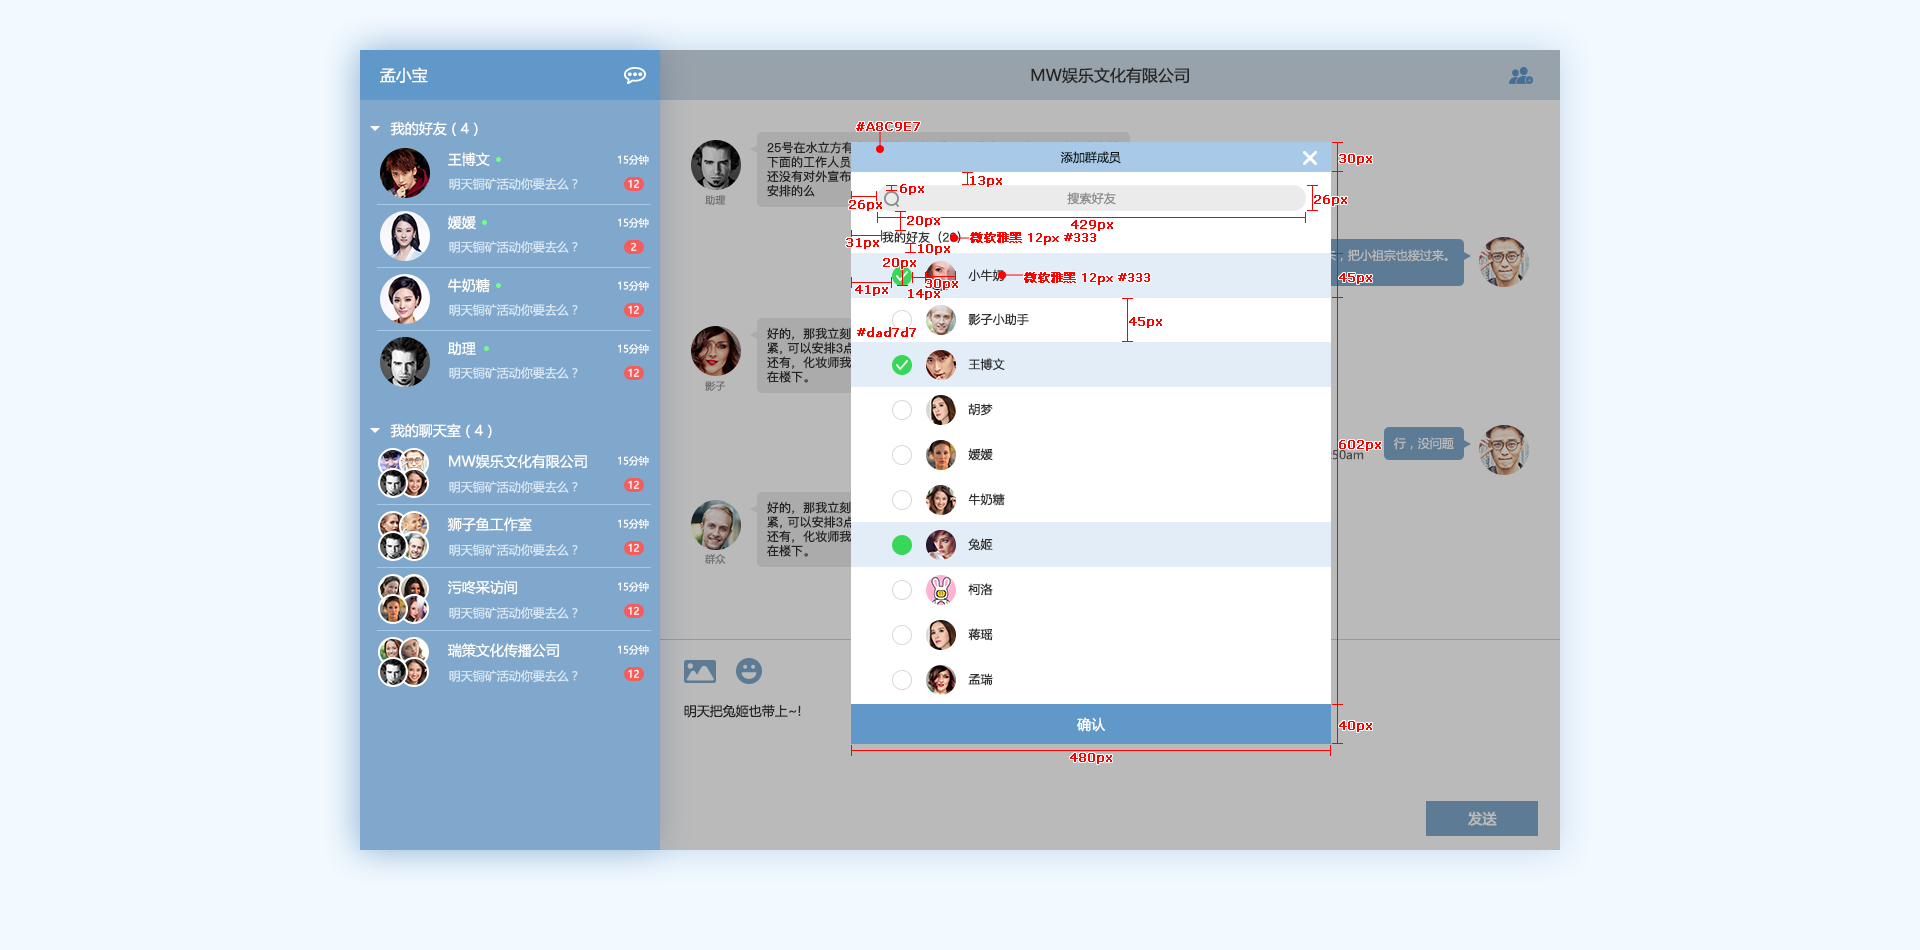 孟小宝
我的好友 ( 4 )
王博文
15分钟
明天铜矿活动你要去么？
12
媛媛
15分钟
明天铜矿活动你要去么？
2
牛奶糖
15分钟
明天铜矿活动你要去么？
12
助理
15分钟
明天铜矿活动你要去么？
12
我的聊天室 ( 4 )
MW娱乐文化有限公司
15分钟
明天铜矿活动你要去么？
12
狮子鱼工作室
15分钟
明天铜矿活动你要去么？
12
污咚采访间
15分钟
明天铜矿活动你要去么？
12
瑞策文化传播公司
15分钟
明天铜矿活动你要去么？
12
MW娱乐文化有限公司
25号在水立方有
下面的工作人员
还没有对外宣布
安排的么
助理
，把小祖宗也接过来。
好的，那我立刻
紧, 可以安排3点
还有，化妆师我
在楼下。
影子
行，没问题
50am
好的，那我立刻
紧, 可以安排3点
还有，化妆师我
在楼下。
群众
明天把兔姬也带上~!
发送
#A8C9E7
添加群成员
30px
13px
6px
搜索好友
26px
26px
20px
429px
31px
我的好友（2
微软雅黑 12px #333
10px
20px
小牛奶
微软雅黑 12px #333
45px
41px
14px
30px
影子小助手
45px
#dad7d7
王博文
胡梦
602px
媛媛
牛奶糖
兔姬
柯洛
蒋瑶
孟瑞
确认
40px
480px